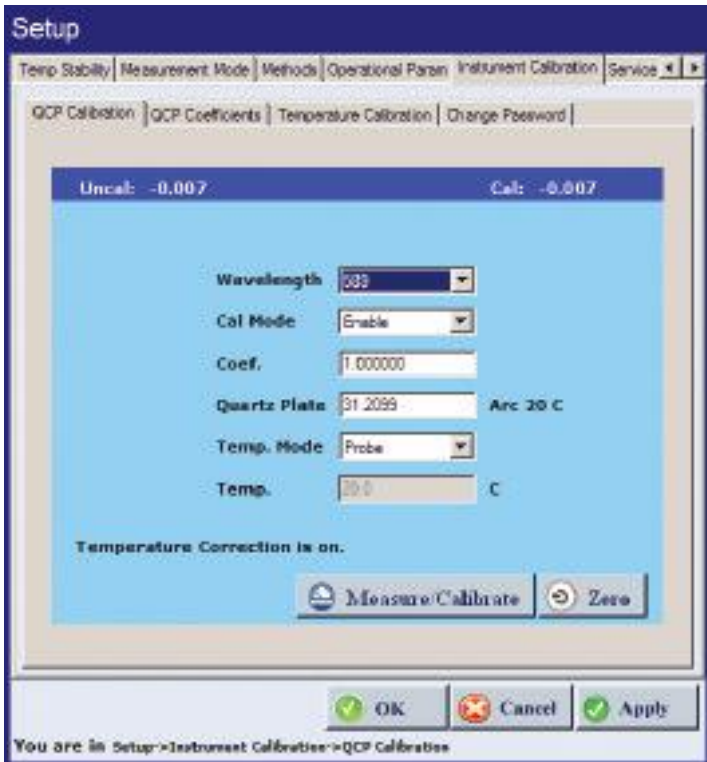 Setup
Temp Stability Measurement Mode Methods Operational Param Instrument Calibration Service
QCP Calibration QCP Coefficients Temperature Calibration Change Password
Uncal: -0.007 Cal: -0.007
Wavelength 589
Cal Mode Enable
Coef. 1.000000
Quartz Plate 31.2099 Arc 20 C
Temp. Mode Probe
Temp. 20.0 C
Temperature Correction is on.
Measure/Calibrate Zero
OK Cancel Apply
You are in Setup->Instrument Calibration->QCP Calibration